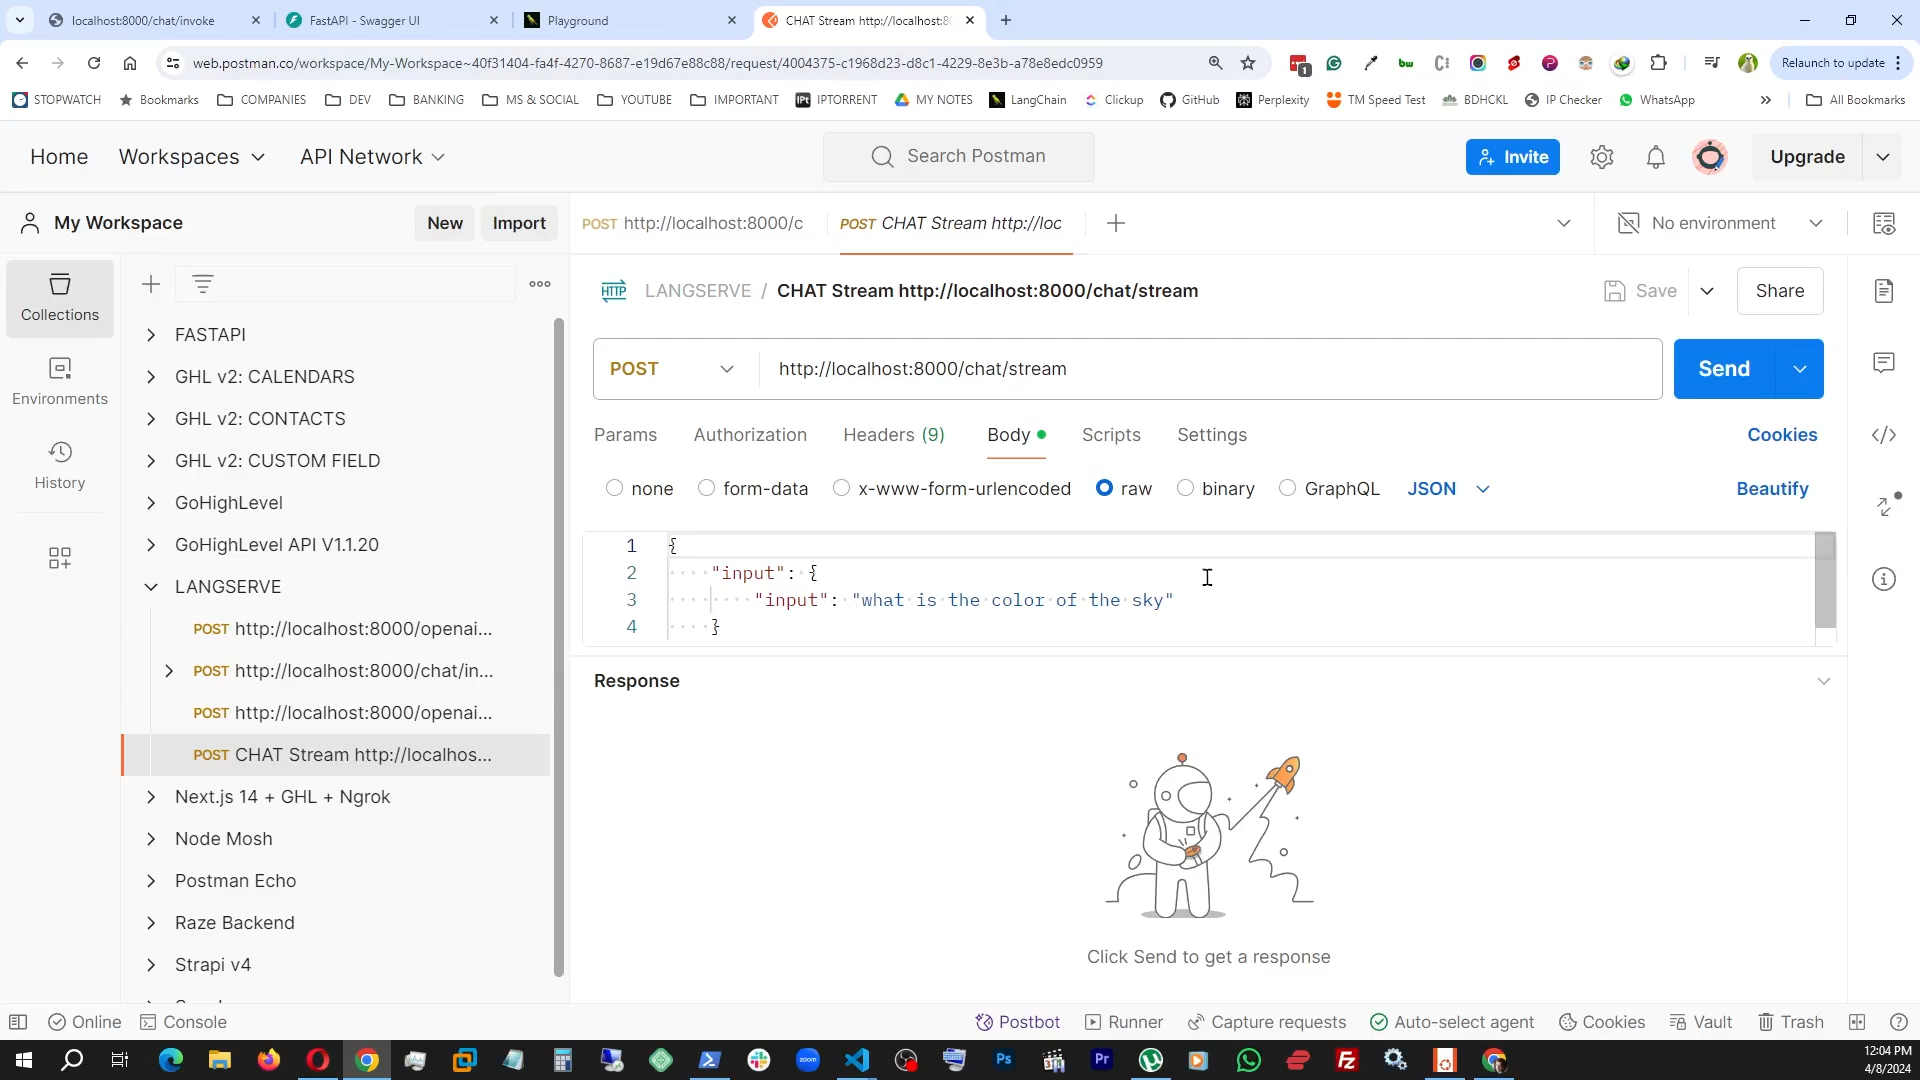 localhost:8000/chat/invoke
FastAPI - Swagger UI
Playground
CHAT Stream http://localhost:8
web.postman.co/workspace/My-Workspace~40f31404-fa4f-4270-8687-e19d67e88c88/request/4004375-c1968d23-d8c1-4229-8e3b-a78e8edc0959
1
Relaunch to update
STOPWATCH
Bookmarks
COMPANIES
DEV
BANKING
MS & SOCIAL
YOUTUBE
IMPORTANT
IPTORRENT
MY NOTES
LangChain
Clickup
GitHub
Perplexity
TM Speed Test
BDHCKL
IP Checker
WhatsApp
All Bookmarks
Home
Workspaces
API Network
Search Postman
Invite
Upgrade
My Workspace
New
Import
POST http://localhost:8000/c
POST CHAT Stream http://loc
No environment
Collections
Environments
History
FASTAPI
GHL v2: CALENDARS
GHL v2: CONTACTS
GHL v2: CUSTOM FIELD
GoHighLevel
GoHighLevel API V1.1.20
LANGSERVE
POST http://localhost:8000/openai...
POST http://localhost:8000/chat/in...
POST http://localhost:8000/openai...
POST CHAT Stream http://localhos...
Next.js 14 + GHL + Ngrok
Node Mosh
Postman Echo
Raze Backend
Strapi v4
HTTP LANGSERVE / CHAT Stream http://localhost:8000/chat/stream
Save
Share
POST
http://localhost:8000/chat/stream
Send
Params
Authorization
Headers (9)
Body
Scripts
Settings
Cookies
none
form-data
x-www-form-urlencoded
raw
binary
GraphQL
JSON
Beautify
1 {
2 "input": {
3 "input": "what is the color of the sky"
4 }
Response
Click Send to get a response
Online
Console
Postbot
Runner
Capture requests
Auto-select agent
Cookies
Vault
Trash
12:04 PM
4/8/2024